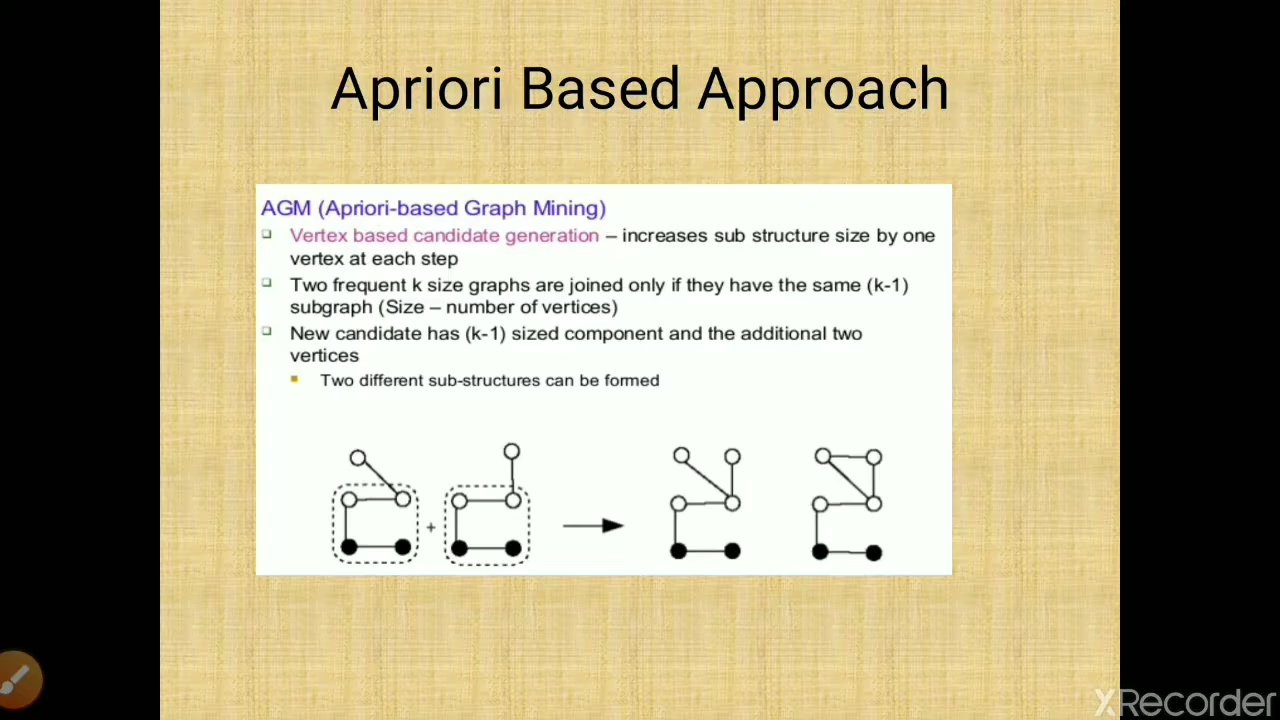 Apriori Based Approach
AGM (Apriori-based Graph Mining)
Vertex based candidate generation – increases sub structure size by one
vertex at each step
Two frequent k size graphs are joined only if they have the same (k-1)
subgraph (Size – number of vertices)
New candidate has (k-1) sized component and the additional two
vertices
Two different sub-structures can be formed
+
XRecorder